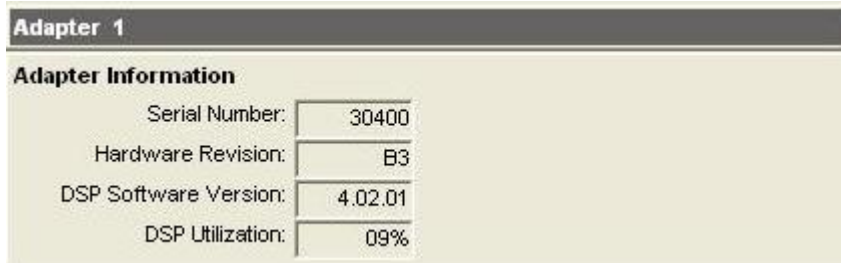 Adapter 1
Adapter Information
Serial Number: 30400
Hardware Revision: B3
DSP Software Version: 4.02.01
DSP Utilization: 09%